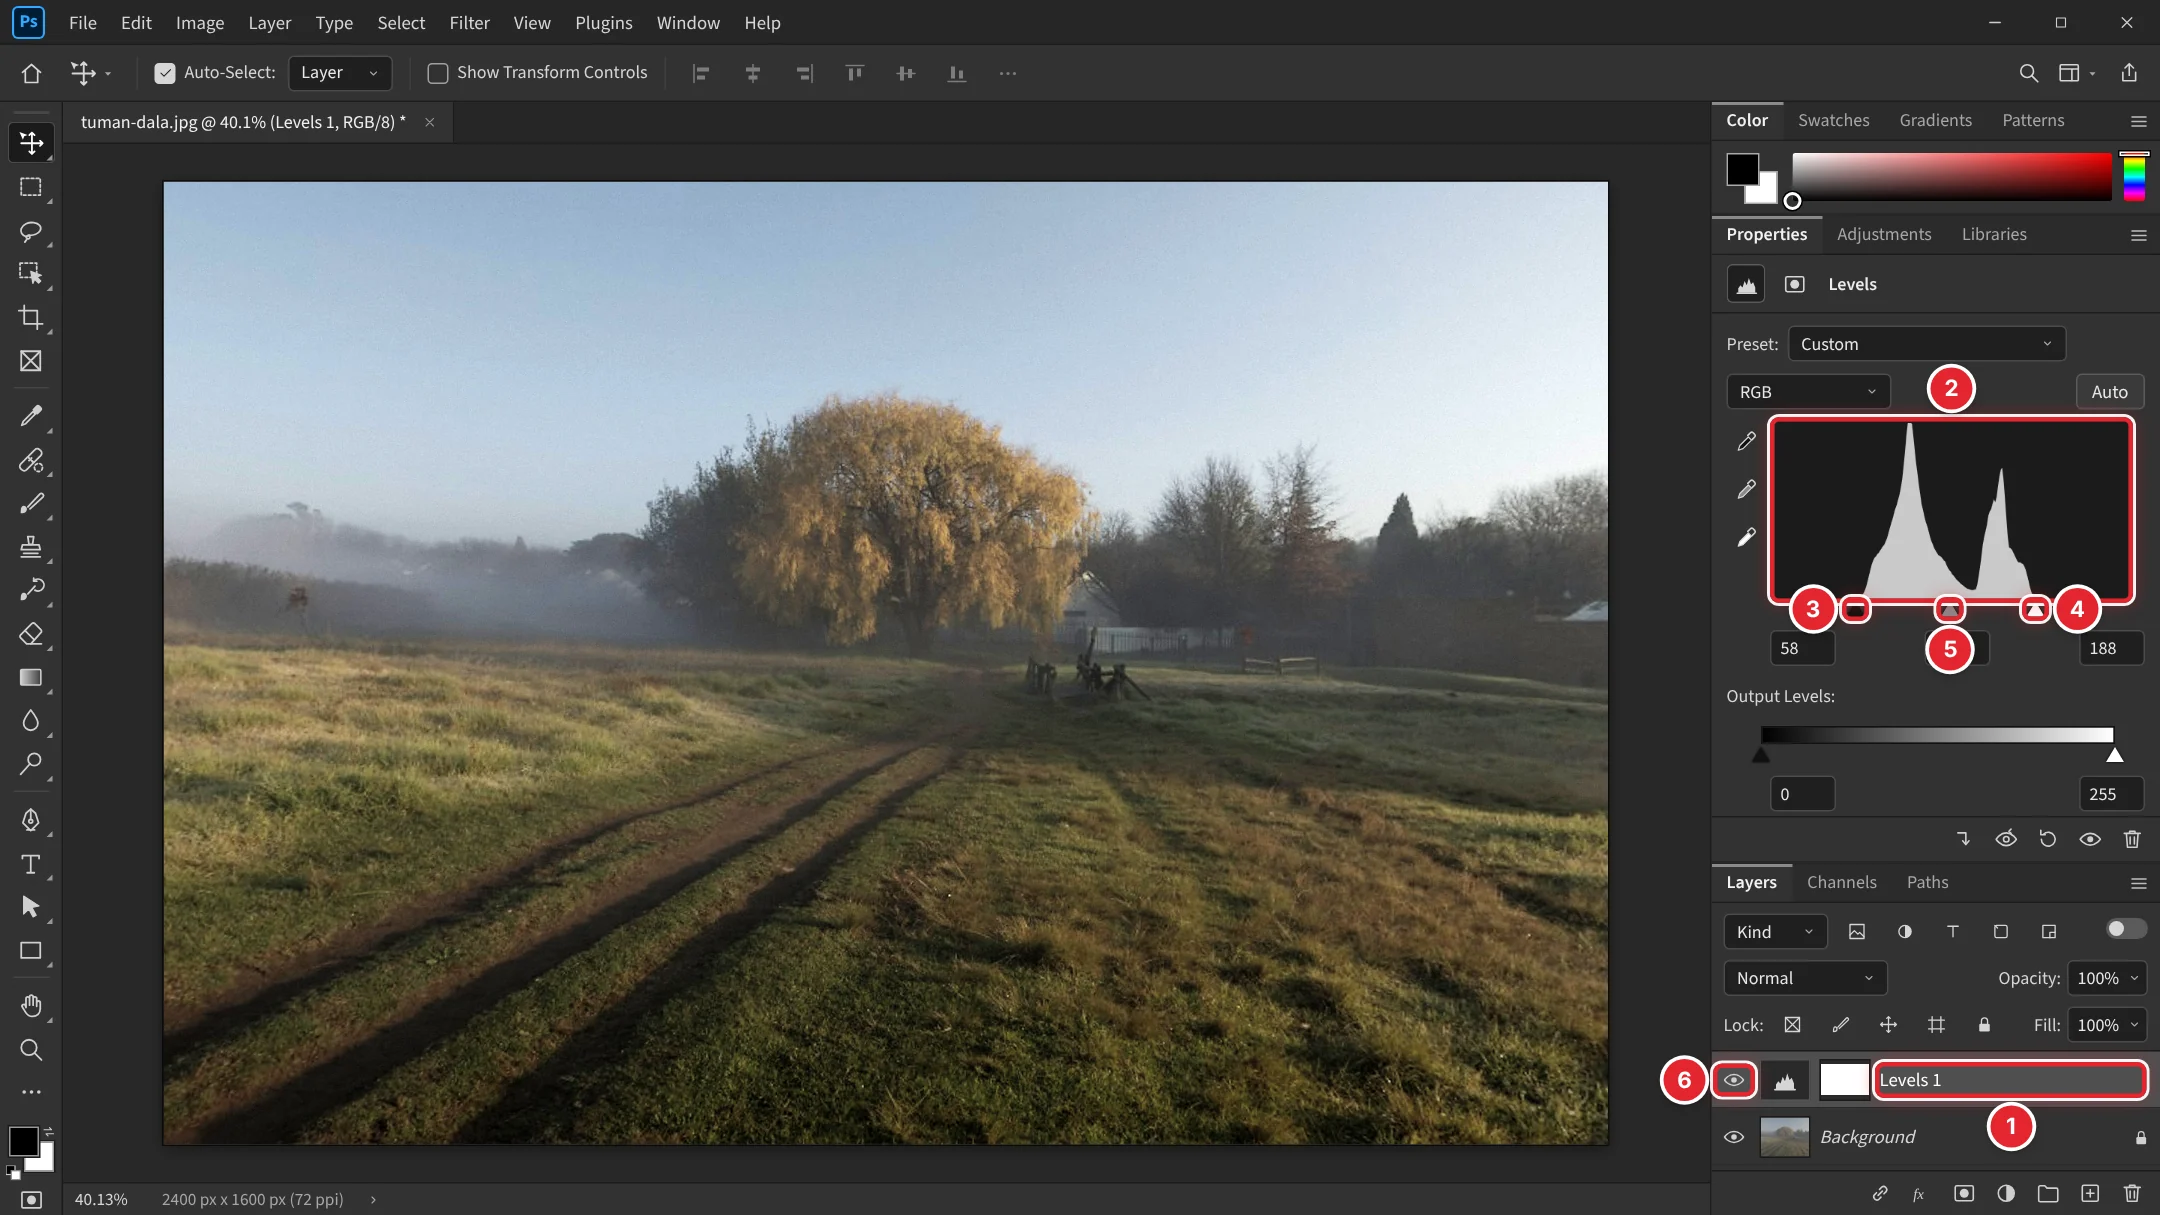 Ps File Edit Image Layer Type Select Filter View Plugins Window Help
Auto-Select: Layer Show Transform Controls
tuman-dala.jpg @ 40.1% (Levels 1, RGB/8) *
Color Swatches Gradients Patterns
Properties Adjustments Libraries
Levels
Preset: Custom
RGB 2 Auto
3 4
58 5 188
Output Levels:
0 255
Layers Channels Paths
Kind
Normal Opacity: 100%
Lock: Fill: 100%
6 Levels 1
Background 1
fx
40.13% 2400 px x 1600 px (72 ppi)